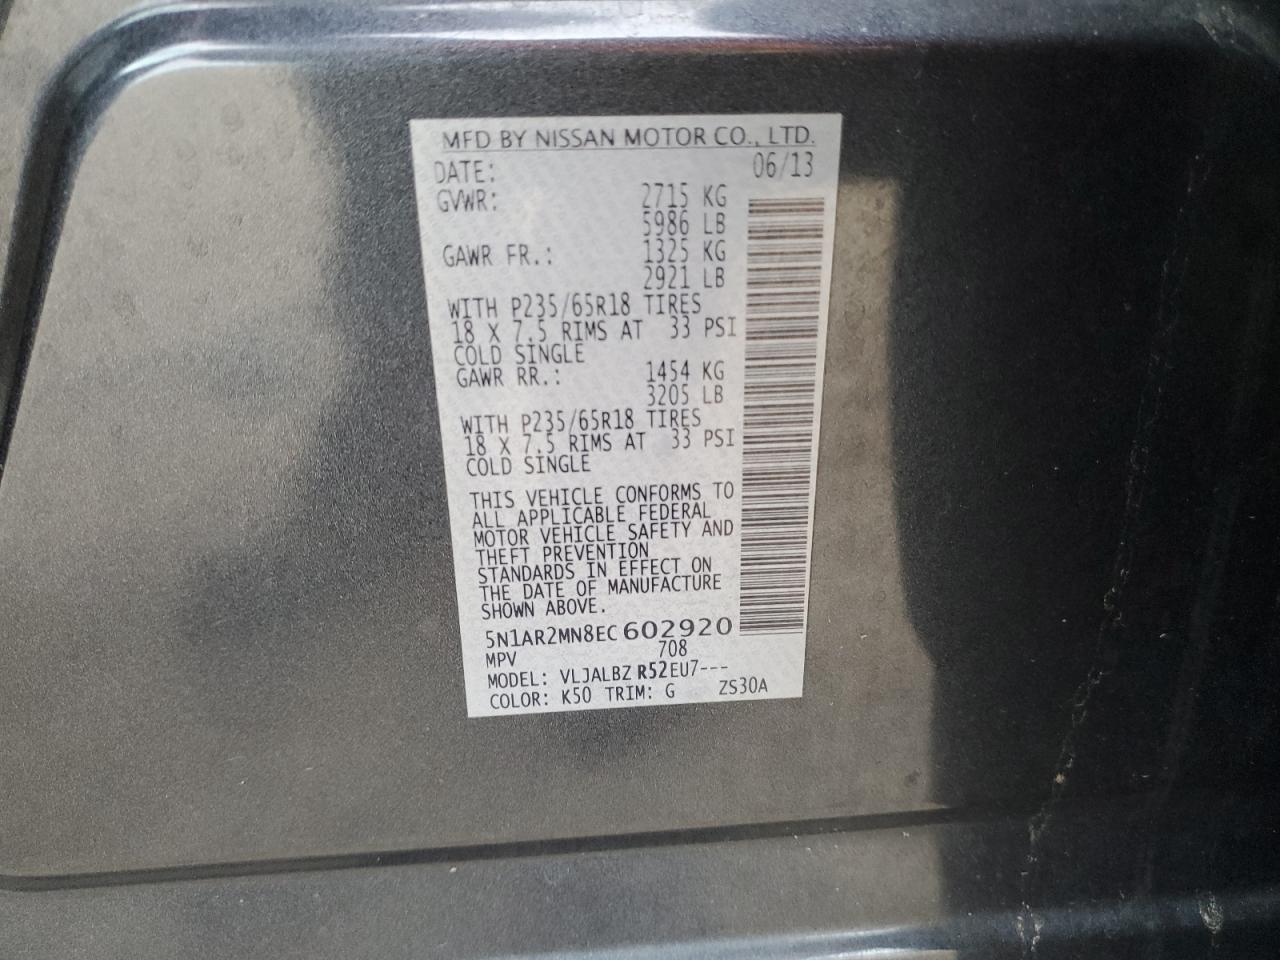 MFD BY NISSAN MOTOR CO., LTD.
DATE: 06/13
GVWR: 2715 KG
5986 LB
GAWR FR.: 1325 KG
2921 LB
WITH P235/65R18 TIRES
18 X 7.5 RIMS AT 33 PSI
COLD SINGLE
GAWR RR.: 1454 KG
3205 LB
WITH P235/65R18 TIRES
18 X 7.5 RIMS AT 33 PSI
COLD SINGLE
THIS VEHICLE CONFORMS TO
ALL APPLICABLE FEDERAL
MOTOR VEHICLE SAFETY AND
THEFT PREVENTION
STANDARDS IN EFFECT ON
THE DATE OF MANUFACTURE
SHOWN ABOVE.
5N1AR2MN8EC602920
MPV 708
MODEL: VLJALBZ R52EU7---
COLOR: K50 TRIM: G ZS30A